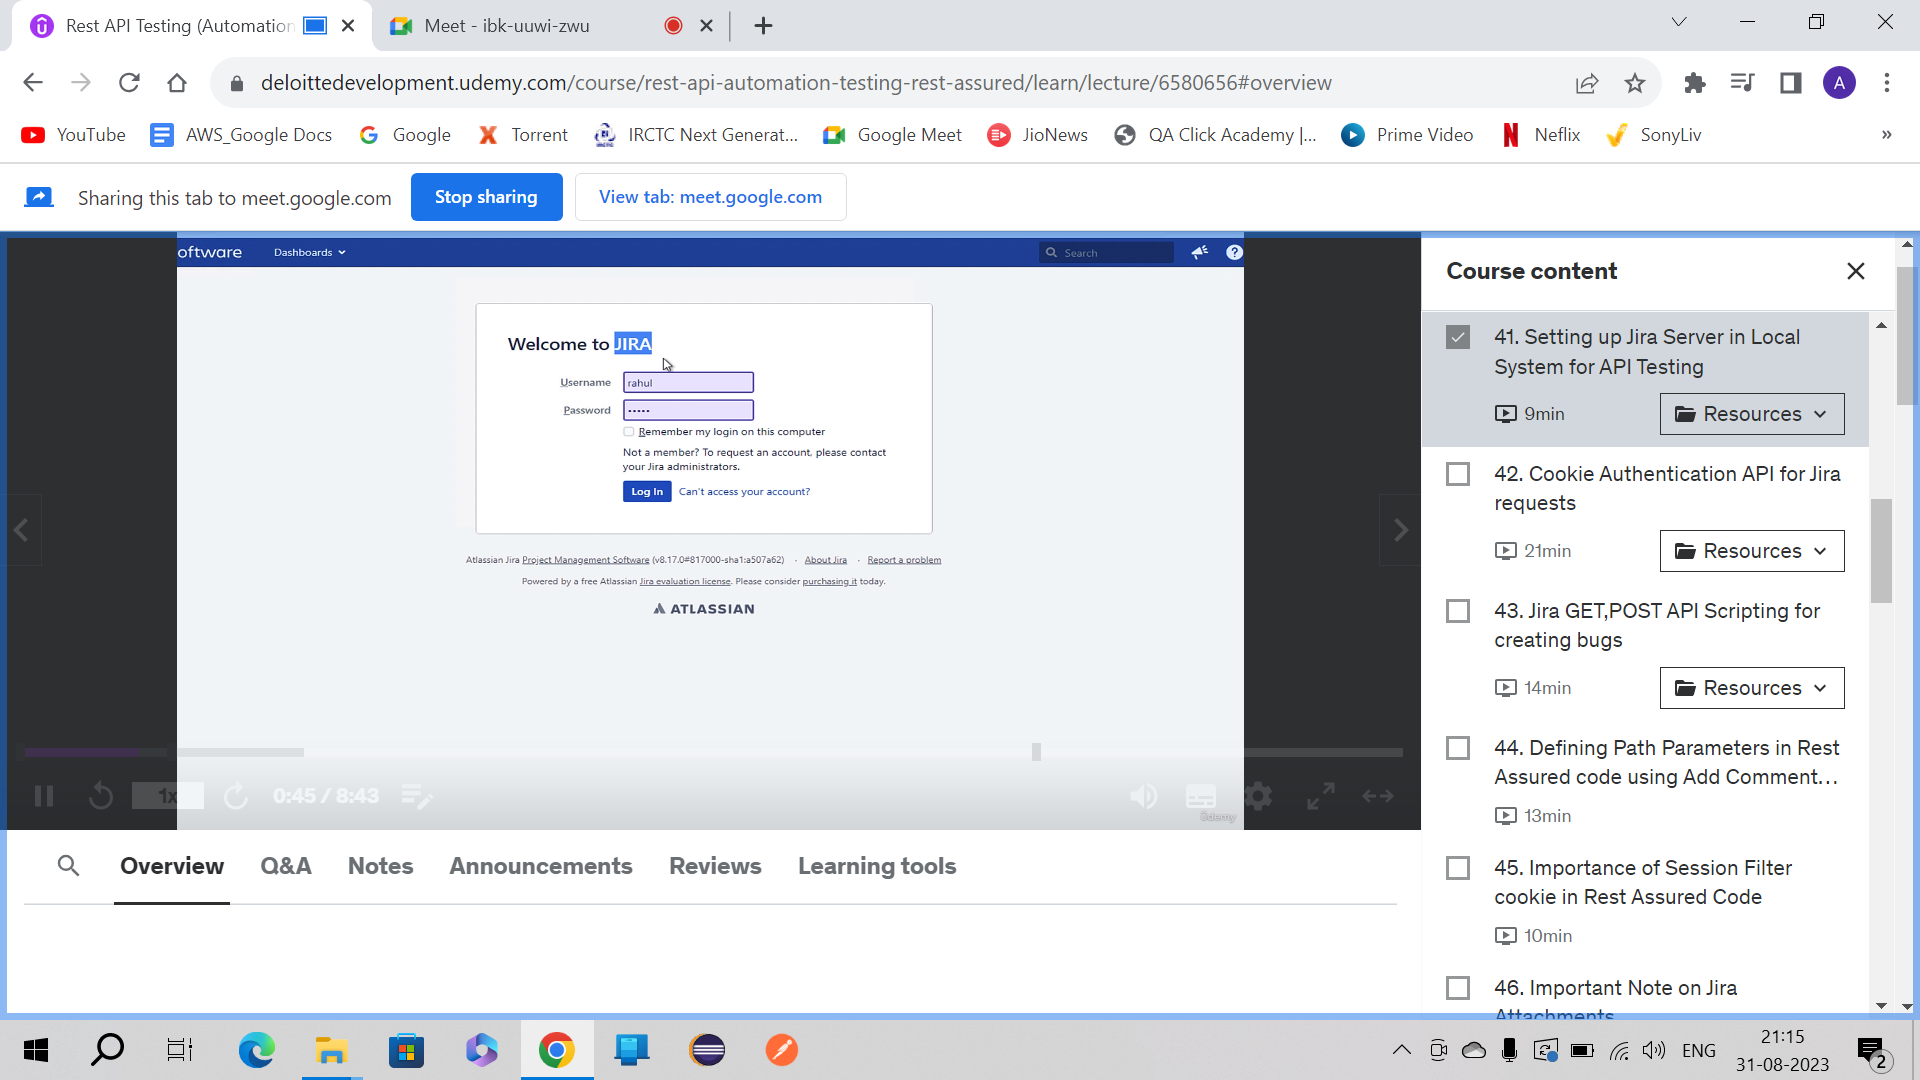 Rest API Testing (Automation
Meet - ibk-uuwi-zwu
deloittedevelopment.udemy.com/course/rest-api-automation-testing-rest-assured/learn/lecture/6580656#overview
A
YouTube
AWS_Google Docs
Google
Torrent
IRCTC Next Generat...
Google Meet
JioNews
QA Click Academy |...
Prime Video
Neflix
SonyLiv
»
Sharing this tab to meet.google.com
Stop sharing
View tab: meet.google.com
oftware
Dashboards
Search
Welcome to JIRA
Username
rahul
Password
Remember my login on this computer
Not a member? To request an account, please contact
your Jira administrators.
Log In
Can't access your account?
Atlassian Jira Project Management Software (v8.17.0#817000-sha1:a507a62) · About Jira · Report a problem
Powered by a free Atlassian Jira evaluation license. Please consider purchasing it today.
ATLASSIAN
1x
0:45 / 8:43
Udemy
Overview
Q&A
Notes
Announcements
Reviews
Learning tools
Course content
41. Setting up Jira Server in Local
System for API Testing
9min
Resources
42. Cookie Authentication API for Jira
requests
21min
Resources
43. Jira GET,POST API Scripting for
creating bugs
14min
Resources
44. Defining Path Parameters in Rest
Assured code using Add Comment...
13min
45. Importance of Session Filter
cookie in Rest Assured Code
10min
46. Important Note on Jira
Attachments
ENG
21:15
31-08-2023
2